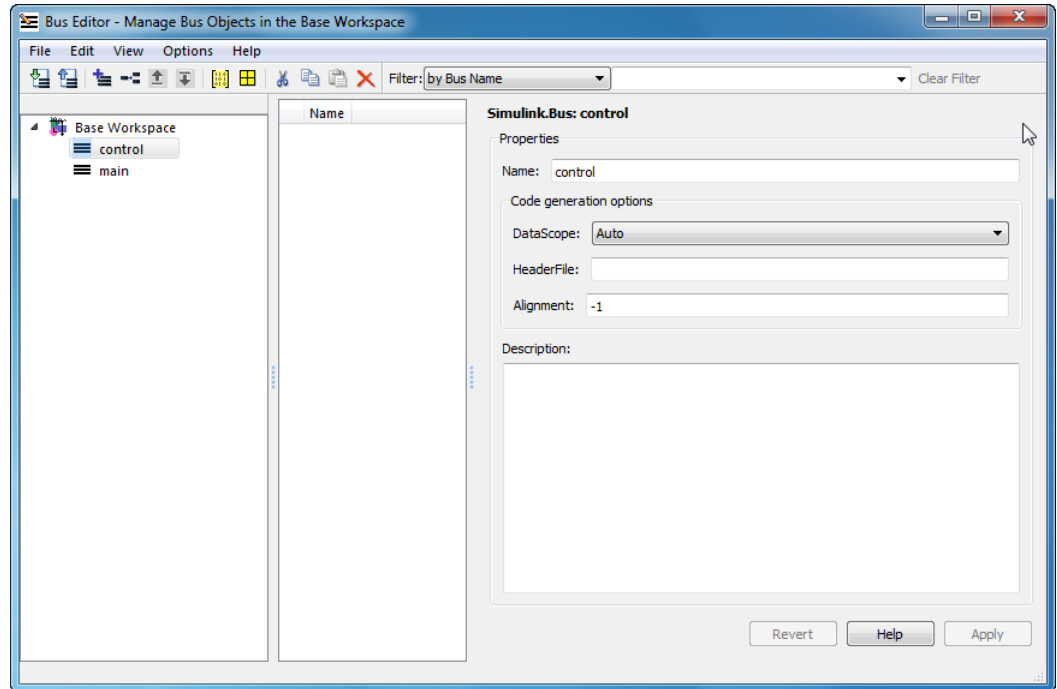 Bus Editor - Manage Bus Objects in the Base Workspace
File Edit View Options Help
Filter: by Bus Name Clear Filter
Base Workspace
control
main
Name
Simulink.Bus: control
Properties
Name: control
Code generation options
DataScope: Auto
HeaderFile:
Alignment: -1
Description:
Revert Help Apply